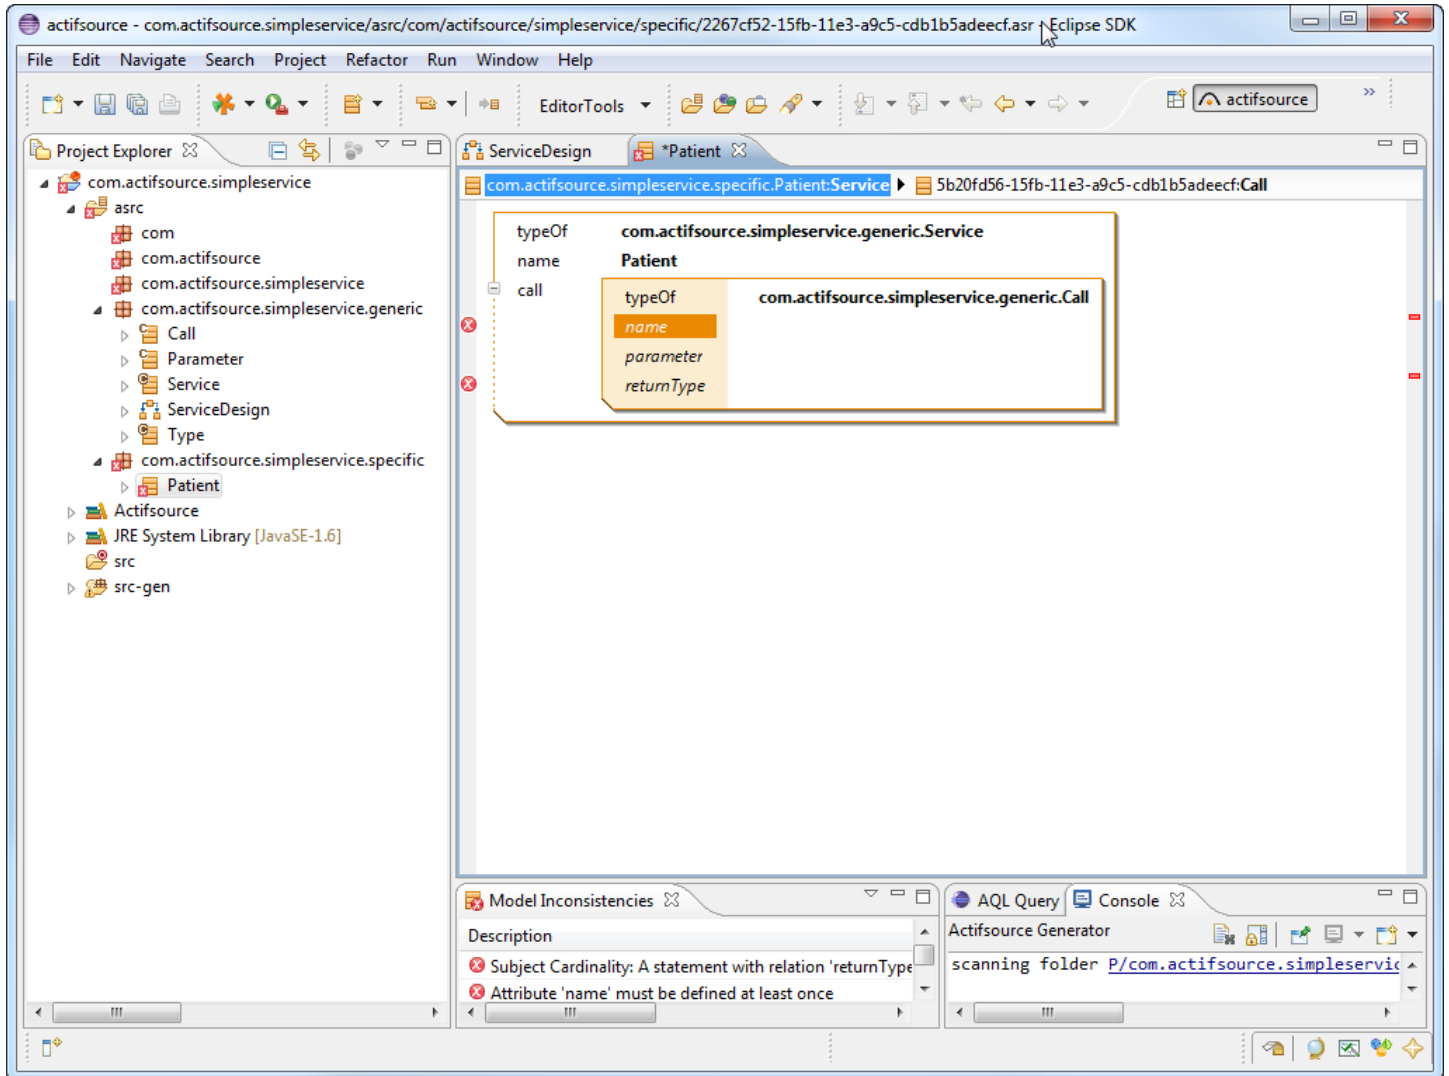 actifsource - com.actifsource.simpleservice/asrc/com/actifsource/simpleservice/specific/2267cf52-15fb-11e3-a9c5-cdb1b5adeecf.asr - Eclipse SDK
File Edit Navigate Search Project Refactor Run Window Help
EditorTools
actifsource
Project Explorer
com.actifsource.simpleservice
asrc
com
com.actifsource
com.actifsource.simpleservice
com.actifsource.simpleservice.generic
Call
Parameter
Service
ServiceDesign
Type
com.actifsource.simpleservice.specific
Patient
Actifsource
JRE System Library [JavaSE-1.6]
src
src-gen
ServiceDesign
*Patient
com.actifsource.simpleservice.specific.Patient:Service
5b20fd56-15fb-11e3-a9c5-cdb1b5adeecf:Call
typeOf com.actifsource.simpleservice.generic.Service
name Patient
call
typeOf com.actifsource.simpleservice.generic.Call
name
parameter
returnType
Model Inconsistencies
Description
Subject Cardinality: A statement with relation 'returnType
Attribute 'name' must be defined at least once
AQL Query
Console
Actifsource Generator
scanning folder P/com.actifsource.simpleservic